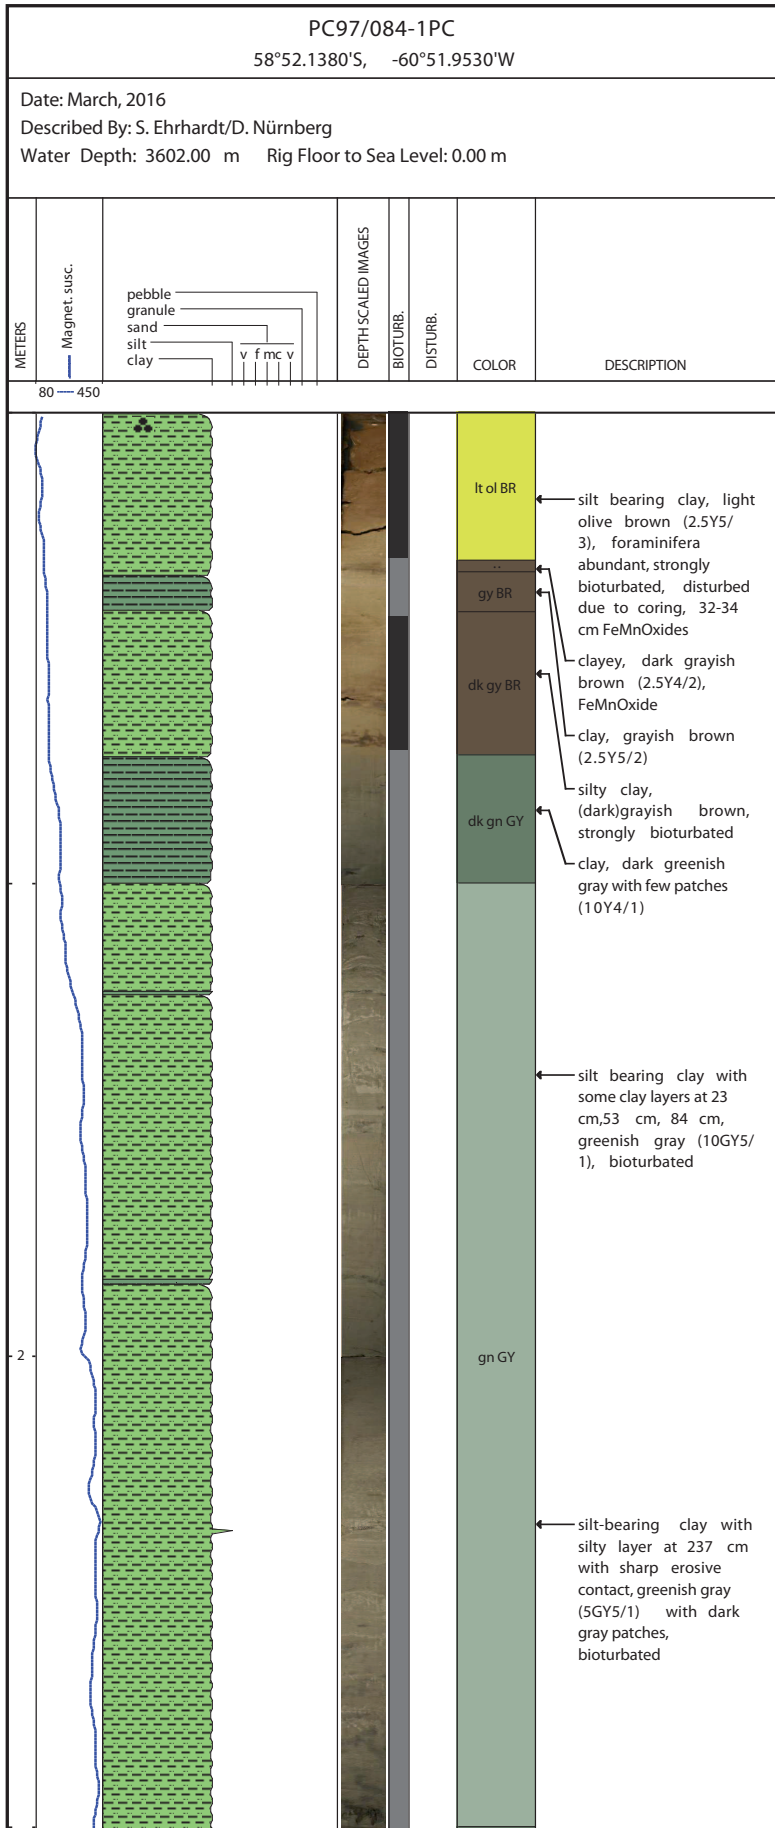 PC97/084-1PC
58°52.1380'S, -60°51.9530'W
Date: March, 2016
Described By: S. Ehrhardt/D. Nürnberg
Water Depth: 3602.00 m Rig Floor to Sea Level: 0.00 m
METERS
Magnet. susc.
pebble
granule
sand
silt
clay
v f mc v
DEPTH SCALED IMAGES
BIOTURB.
DISTURB.
COLOR
DESCRIPTION
80 450
lt ol BR
..
gy BR
dk gy BR
dk gn GY
gn GY
2
silt bearing clay, light
olive brown (2.5Y5/
3), foraminifera
abundant, strongly
bioturbated, disturbed
due to coring, 32-34
cm FeMnOxides
clayey, dark grayish
brown (2.5Y4/2),
FeMnOxide
clay, grayish brown
(2.5Y5/2)
silty clay,
(dark)grayish brown,
strongly bioturbated
clay, dark greenish
gray with few patches
(10Y4/1)
silt bearing clay with
some clay layers at 23
cm,53 cm, 84 cm,
greenish gray (10GY5/
1), bioturbated
silt-bearing clay with
silty layer at 237 cm
with sharp erosive
contact, greenish gray
(5GY5/1) with dark
gray patches,
bioturbated